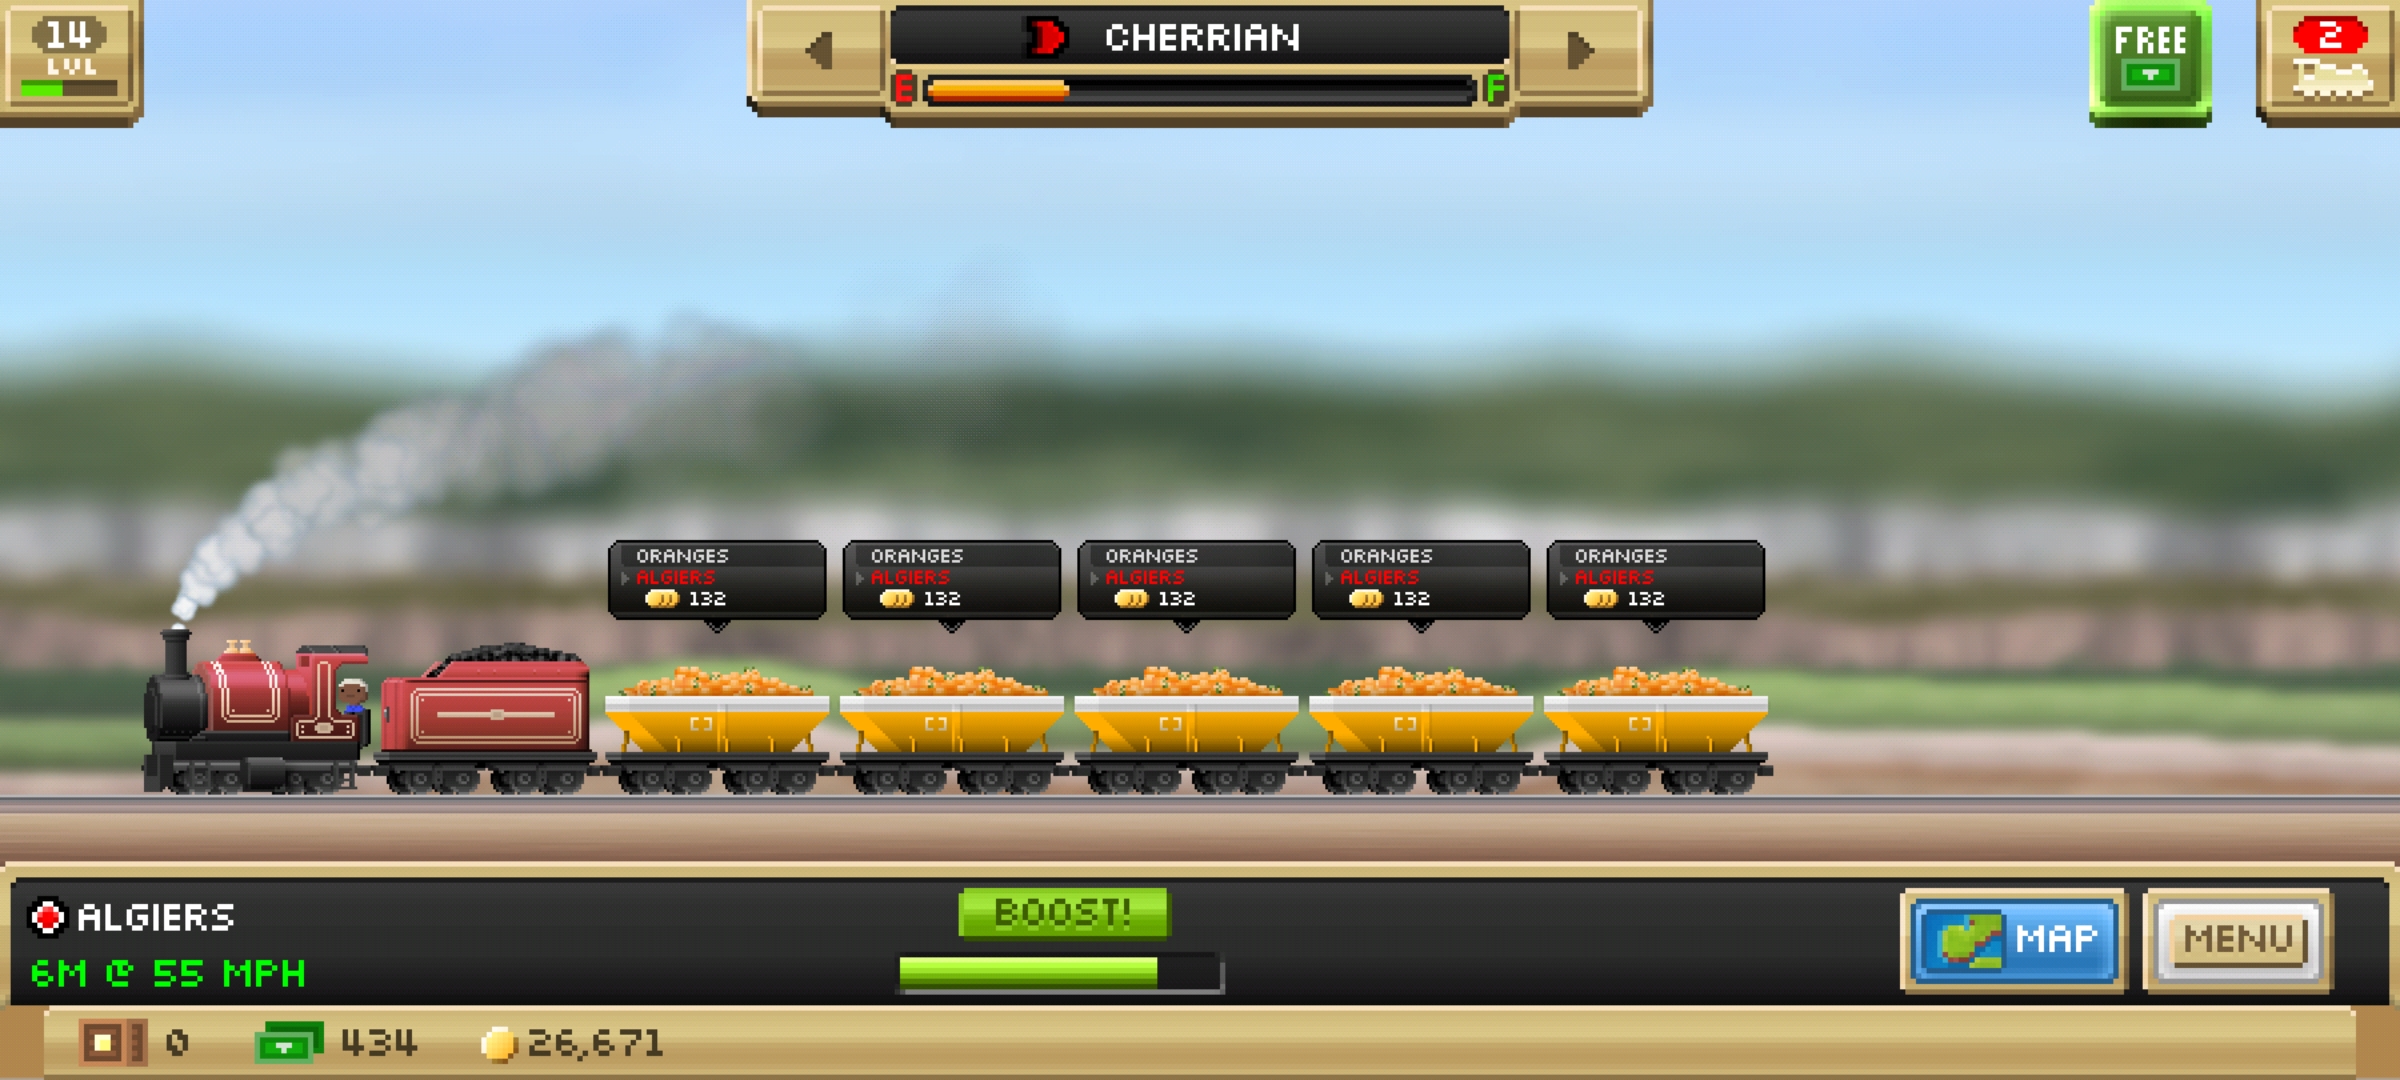 14
LVL
CHERRIAN
E F
FREE
2
ORANGES
ALGIERS
132
ORANGES
ALGIERS
132
ORANGES
ALGIERS
132
ORANGES
ALGIERS
132
ORANGES
ALGIERS
132
ALGIERS
6M @ 55 MPH
BOOST!
MAP
MENU
0
434
26,671